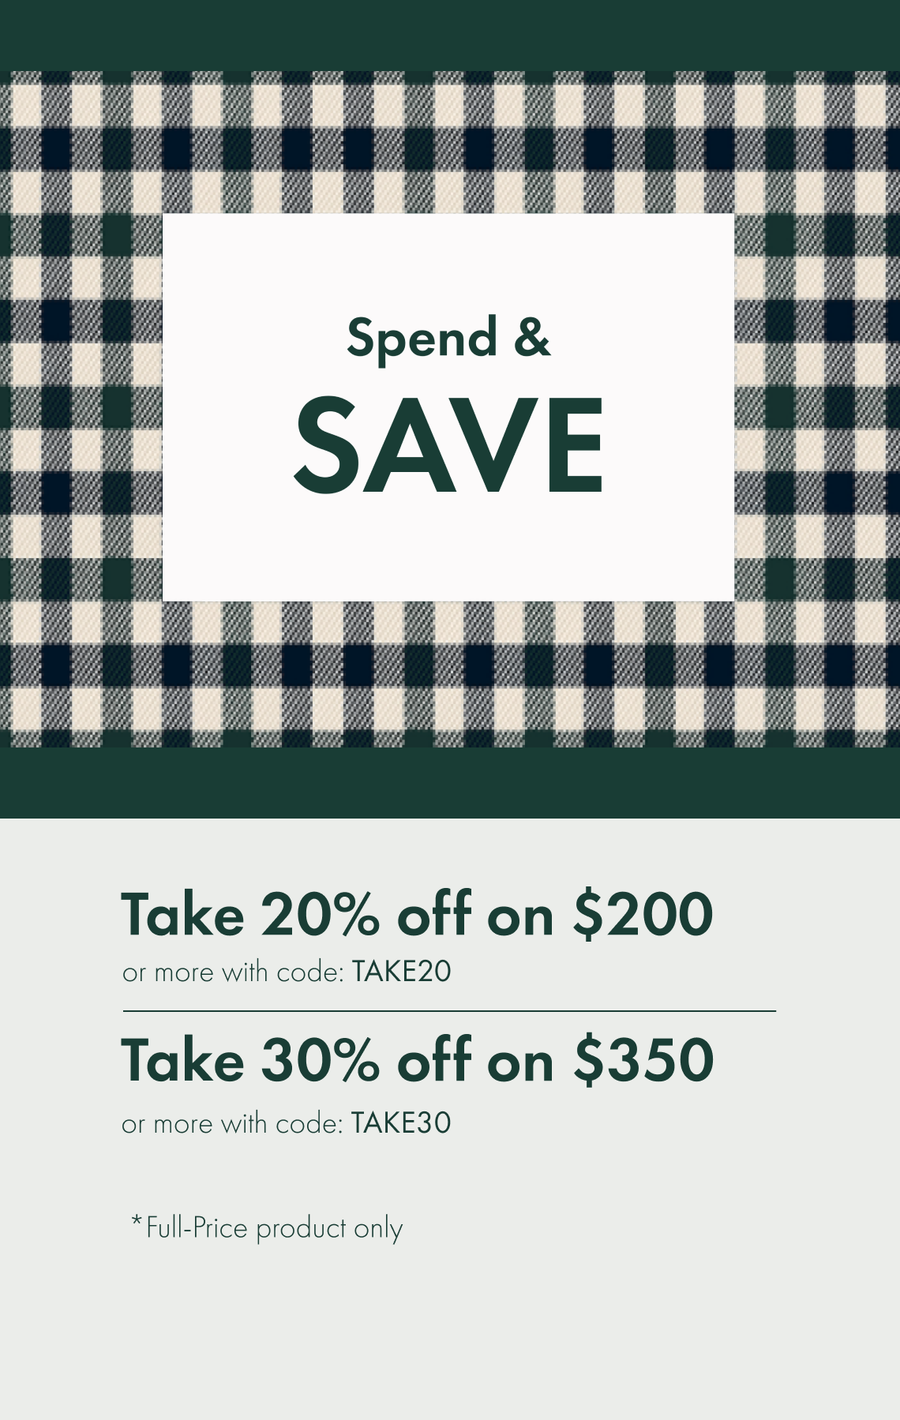 Spend &
SAVE
Take 20% off on $200
or more with code: TAKE20
Take 30% off on $350
or more with code: TAKE30
*Full-Price product only